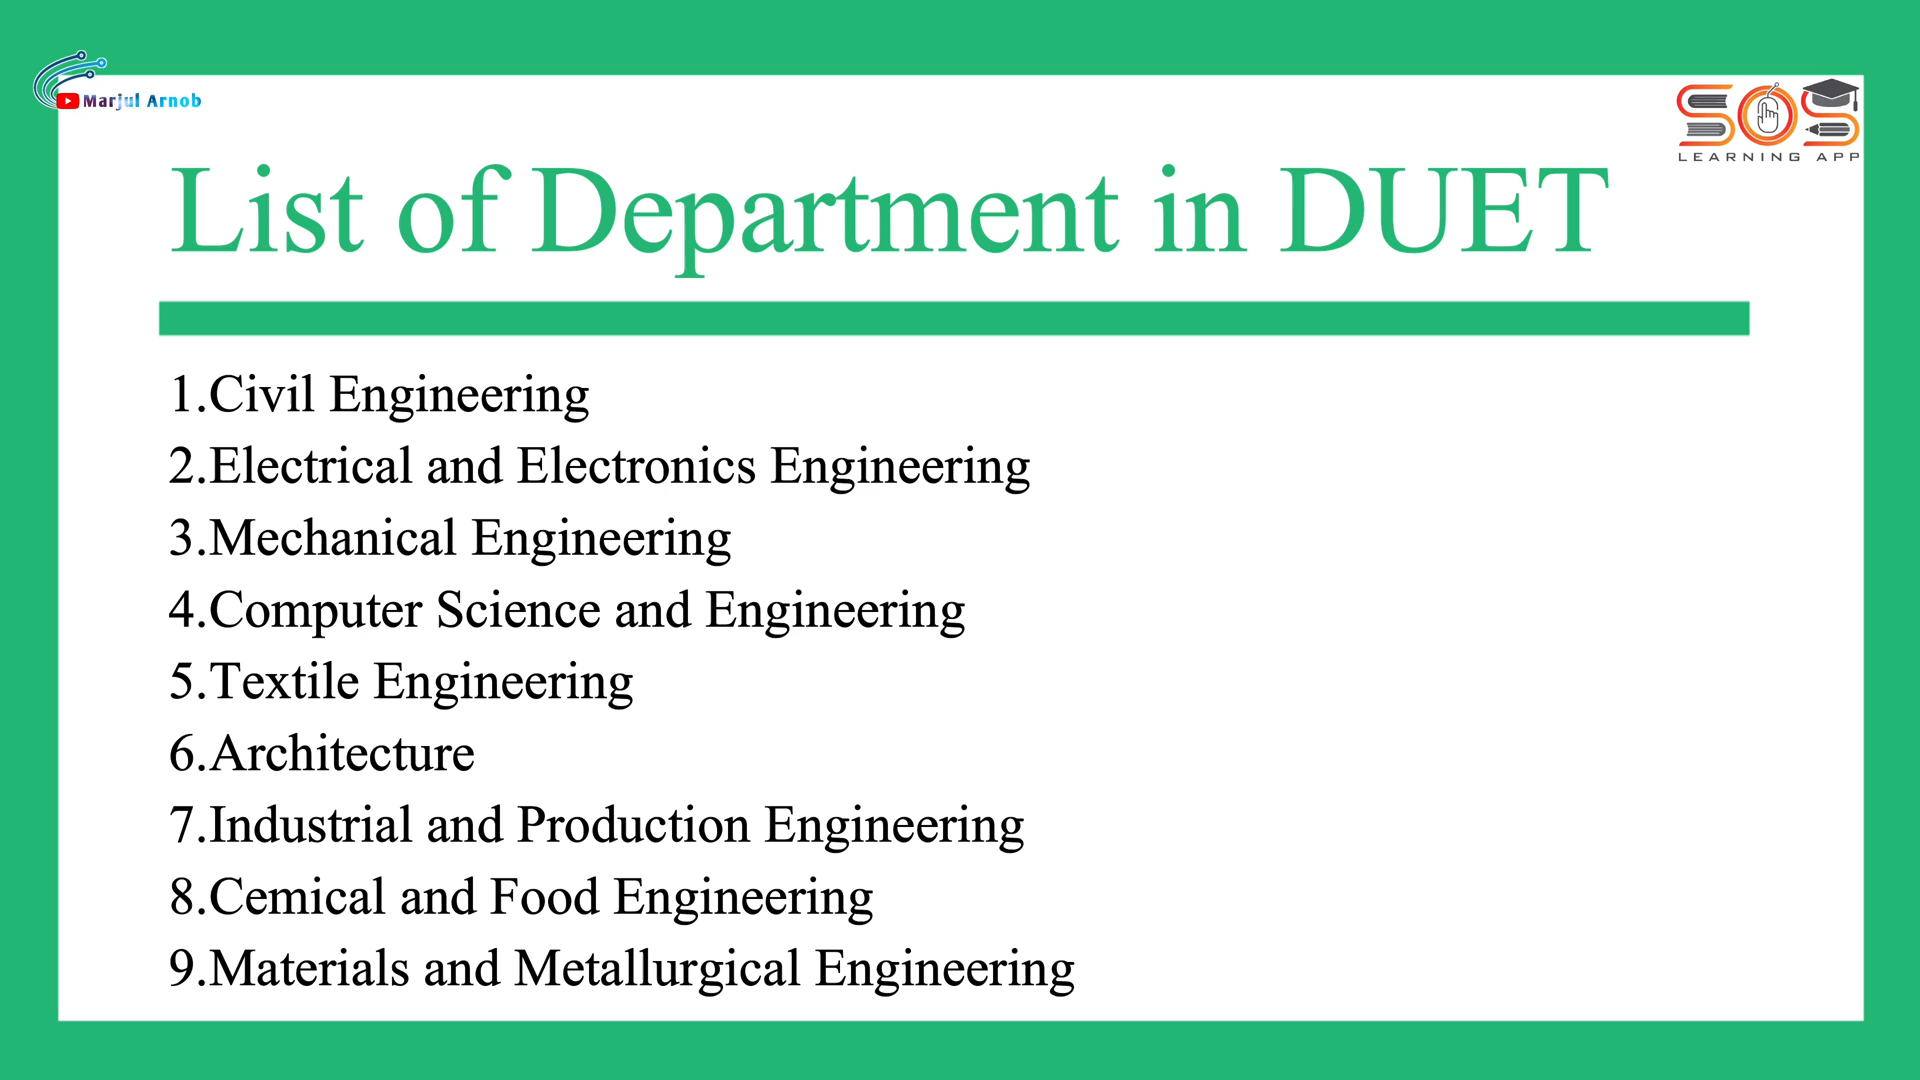 Marjul Arnob
SOS
LEARNING APP
List of Department in DUET
1.Civil Engineering
2.Electrical and Electronics Engineering
3.Mechanical Engineering
4.Computer Science and Engineering
5.Textile Engineering
6.Architecture
7.Industrial and Production Engineering
8.Cemical and Food Engineering
9.Materials and Metallurgical Engineering